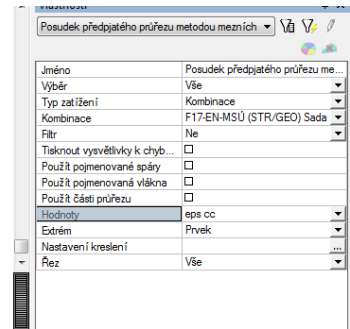 Vlastnosti
Posudek předpjatého průřezu metodou mezních
Jméno Posudek předpjatého průřezu me...
Výběr Vše
Typ zatížení Kombinace
Kombinace F17-EN-MSÚ (STR/GEO) Sada
Filtr Ne
Tisknout vysvětlivky k chyb...
Použít pojmenované spáry
Použít pojmenovaná vlákna
Použít části průřezu
Hodnoty eps cc
Extrém Prvek
Nastavení kreslení ...
Řez Vše